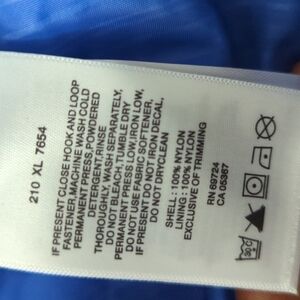 210 XL 7654
IF PRESENT CLOSE HOOK AND LOOP
FASTENER, MACHINE WASH COLD
PERMANENT PRESS, POWDERED
DETERGENT, RINSE
THOROUGHLY, WASH SEPARATELY,
DO NOT BLEACH, TUMBLE DRY
PERMANENT PRESS LOW, IRON LOW,
DO NOT USE FABRIC SOFTENER,
IF PRESENT DO NOT IRON DECAL,
DO NOT DRYCLEAN
SHELL : 100% NYLON
LINING : 100% NYLON
EXCLUSIVE OF TRIMMING
RN 69724
CA 05367
30